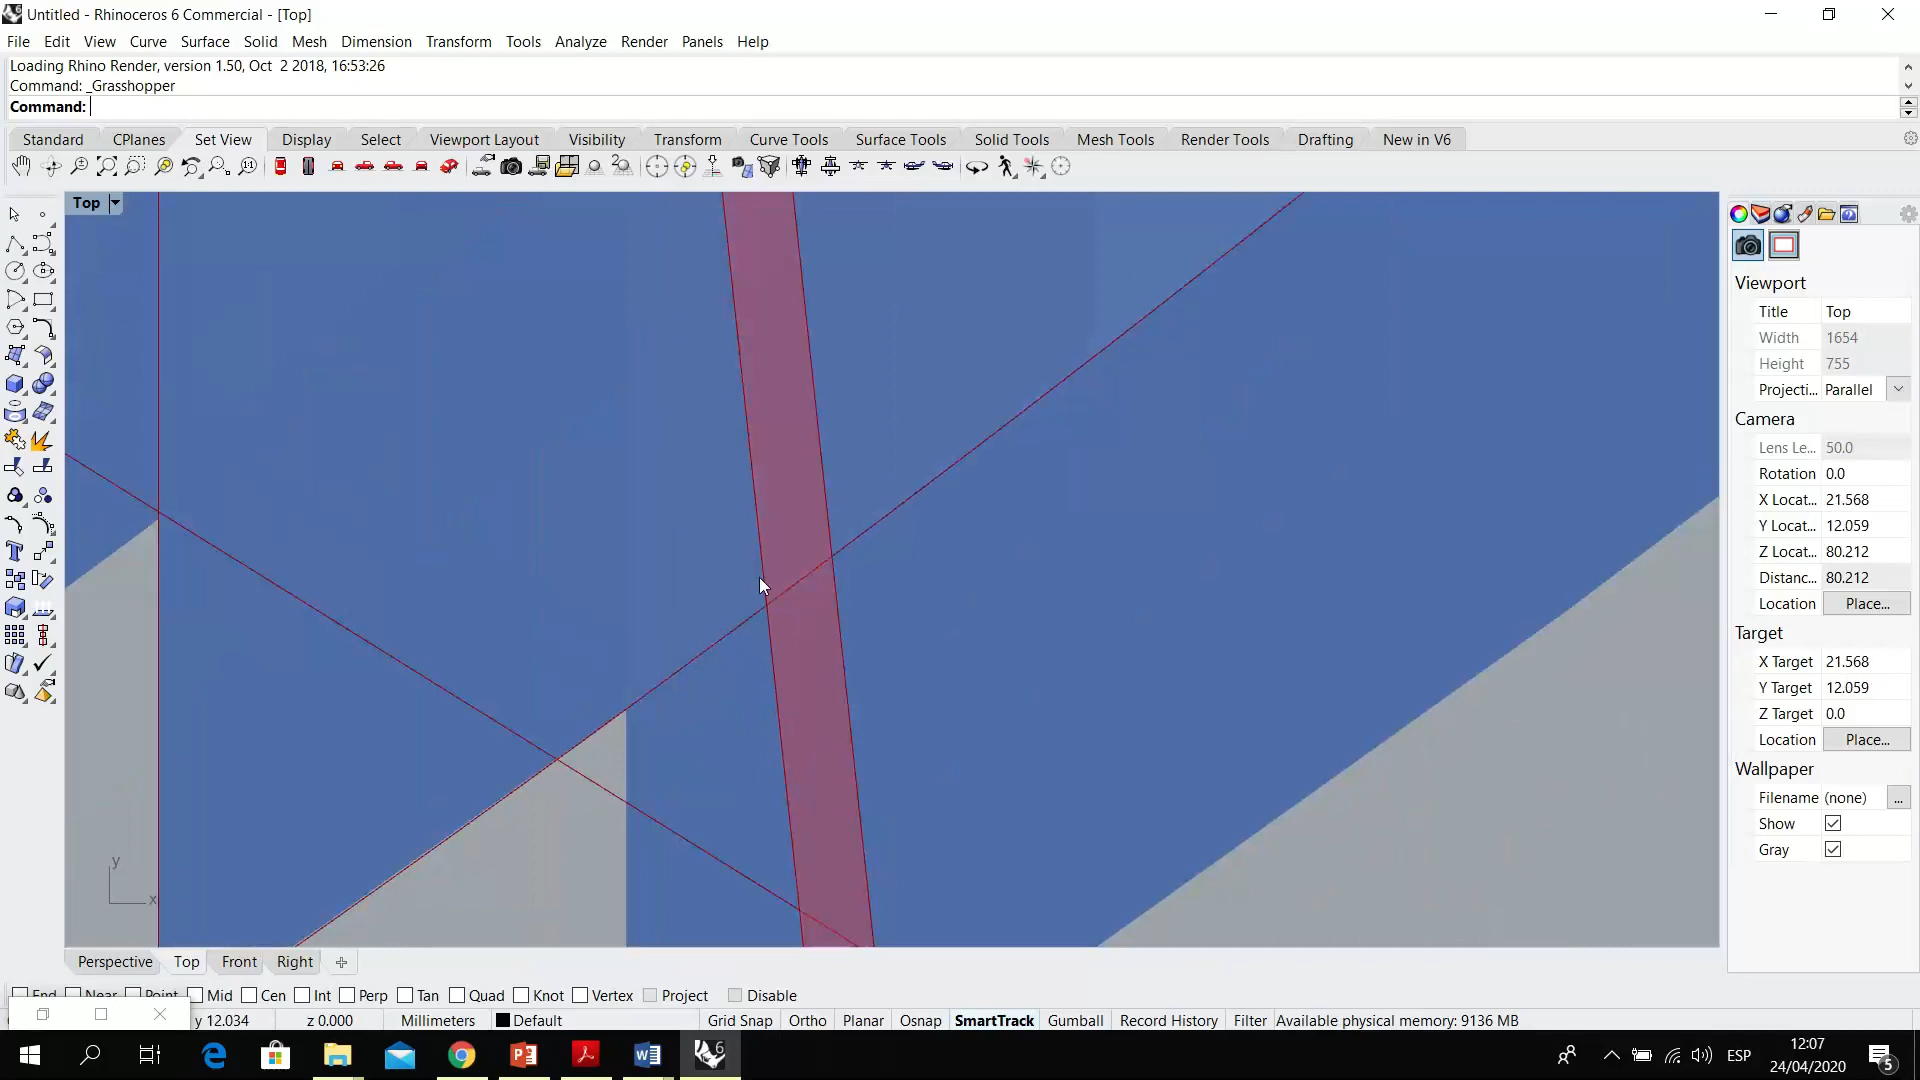 Untitled - Rhinoceros 6 Commercial - [Top]
File Edit View Curve Surface Solid Mesh Dimension Transform Tools Analyze Render Panels Help
Loading Rhino Render, version 1.50, Oct 2 2018, 16:53:26
Command: _Grasshopper
Command:
Standard CPlanes Set View Display Select Viewport Layout Visibility Transform Curve Tools Surface Tools Solid Tools Mesh Tools Render Tools Drafting New in V6
Top
Viewport
Title Top
Width 1654
Height 755
Projecti... Parallel
Camera
Lens Le... 50.0
Rotation 0.0
X Locat... 21.568
Y Locat... 12.059
Z Locat... 80.212
Distanc... 80.212
Location Place...
Target
X Target 21.568
Y Target 12.059
Z Target 0.0
Location Place...
Wallpaper
Filename (none) ...
Show
Gray
y
x
Perspective Top Front Right
End Near Point Mid Cen Int Perp Tan Quad Knot Vertex Project Disable
y 12.034 z 0.000 Millimeters Default Grid Snap Ortho Planar Osnap SmartTrack Gumball Record History Filter Available physical memory: 9136 MB
ESP
12:07
24/04/2020
5